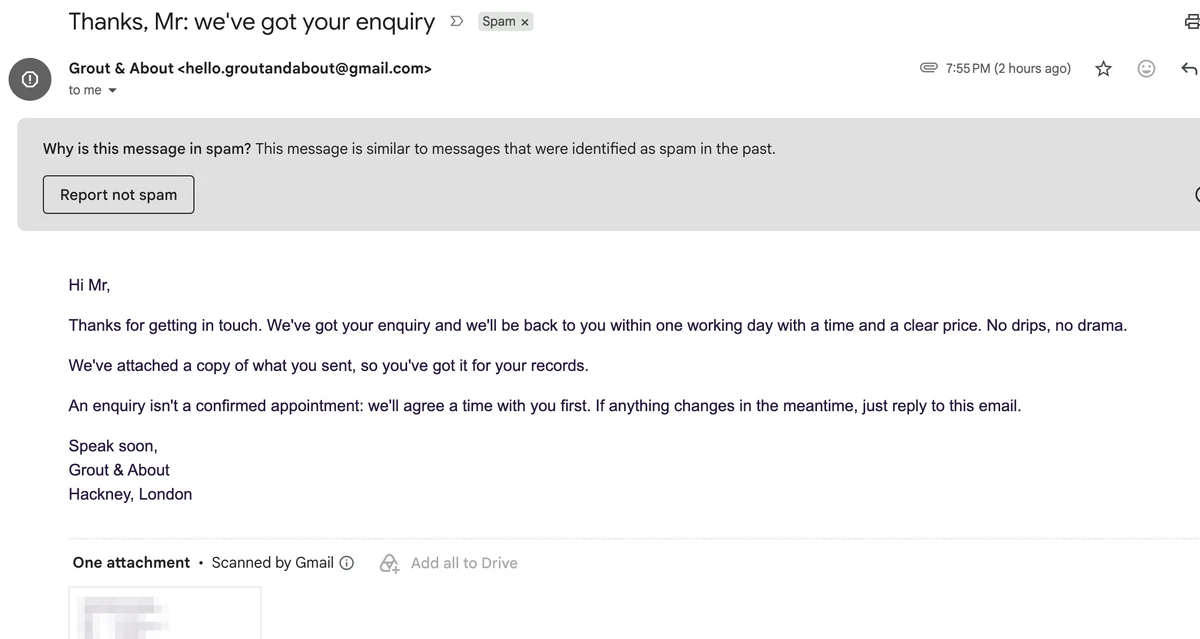 Thanks, Mr: we've got your enquiry
Spam ×
Grout & About <hello.groutandabout@gmail.com>
7:55 PM (2 hours ago)
to me
Why is this message in spam? This message is similar to messages that were identified as spam in the past.
Report not spam
Hi Mr,
Thanks for getting in touch. We've got your enquiry and we'll be back to you within one working day with a time and a clear price. No drips, no drama.
We've attached a copy of what you sent, so you've got it for your records.
An enquiry isn't a confirmed appointment: we'll agree a time with you first. If anything changes in the meantime, just reply to this email.
Speak soon,
Grout & About
Hackney, London
One attachment • Scanned by Gmail
Add all to Drive